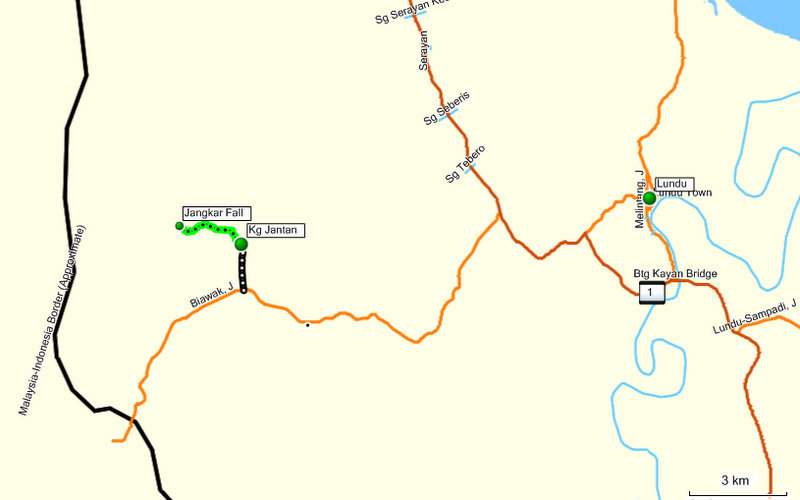 Sg Serayan Kec
Serayan
Sg Seberis
Sg Tebero
Melintang, J
Lundu
Lundu Town
Jangkar Fall
Kg Jantan
Malaysia-Indonesia Border (Approximate)
Biawak, J
Btg Kayan Bridge
1
Lundu-Sampadi, J
3 km